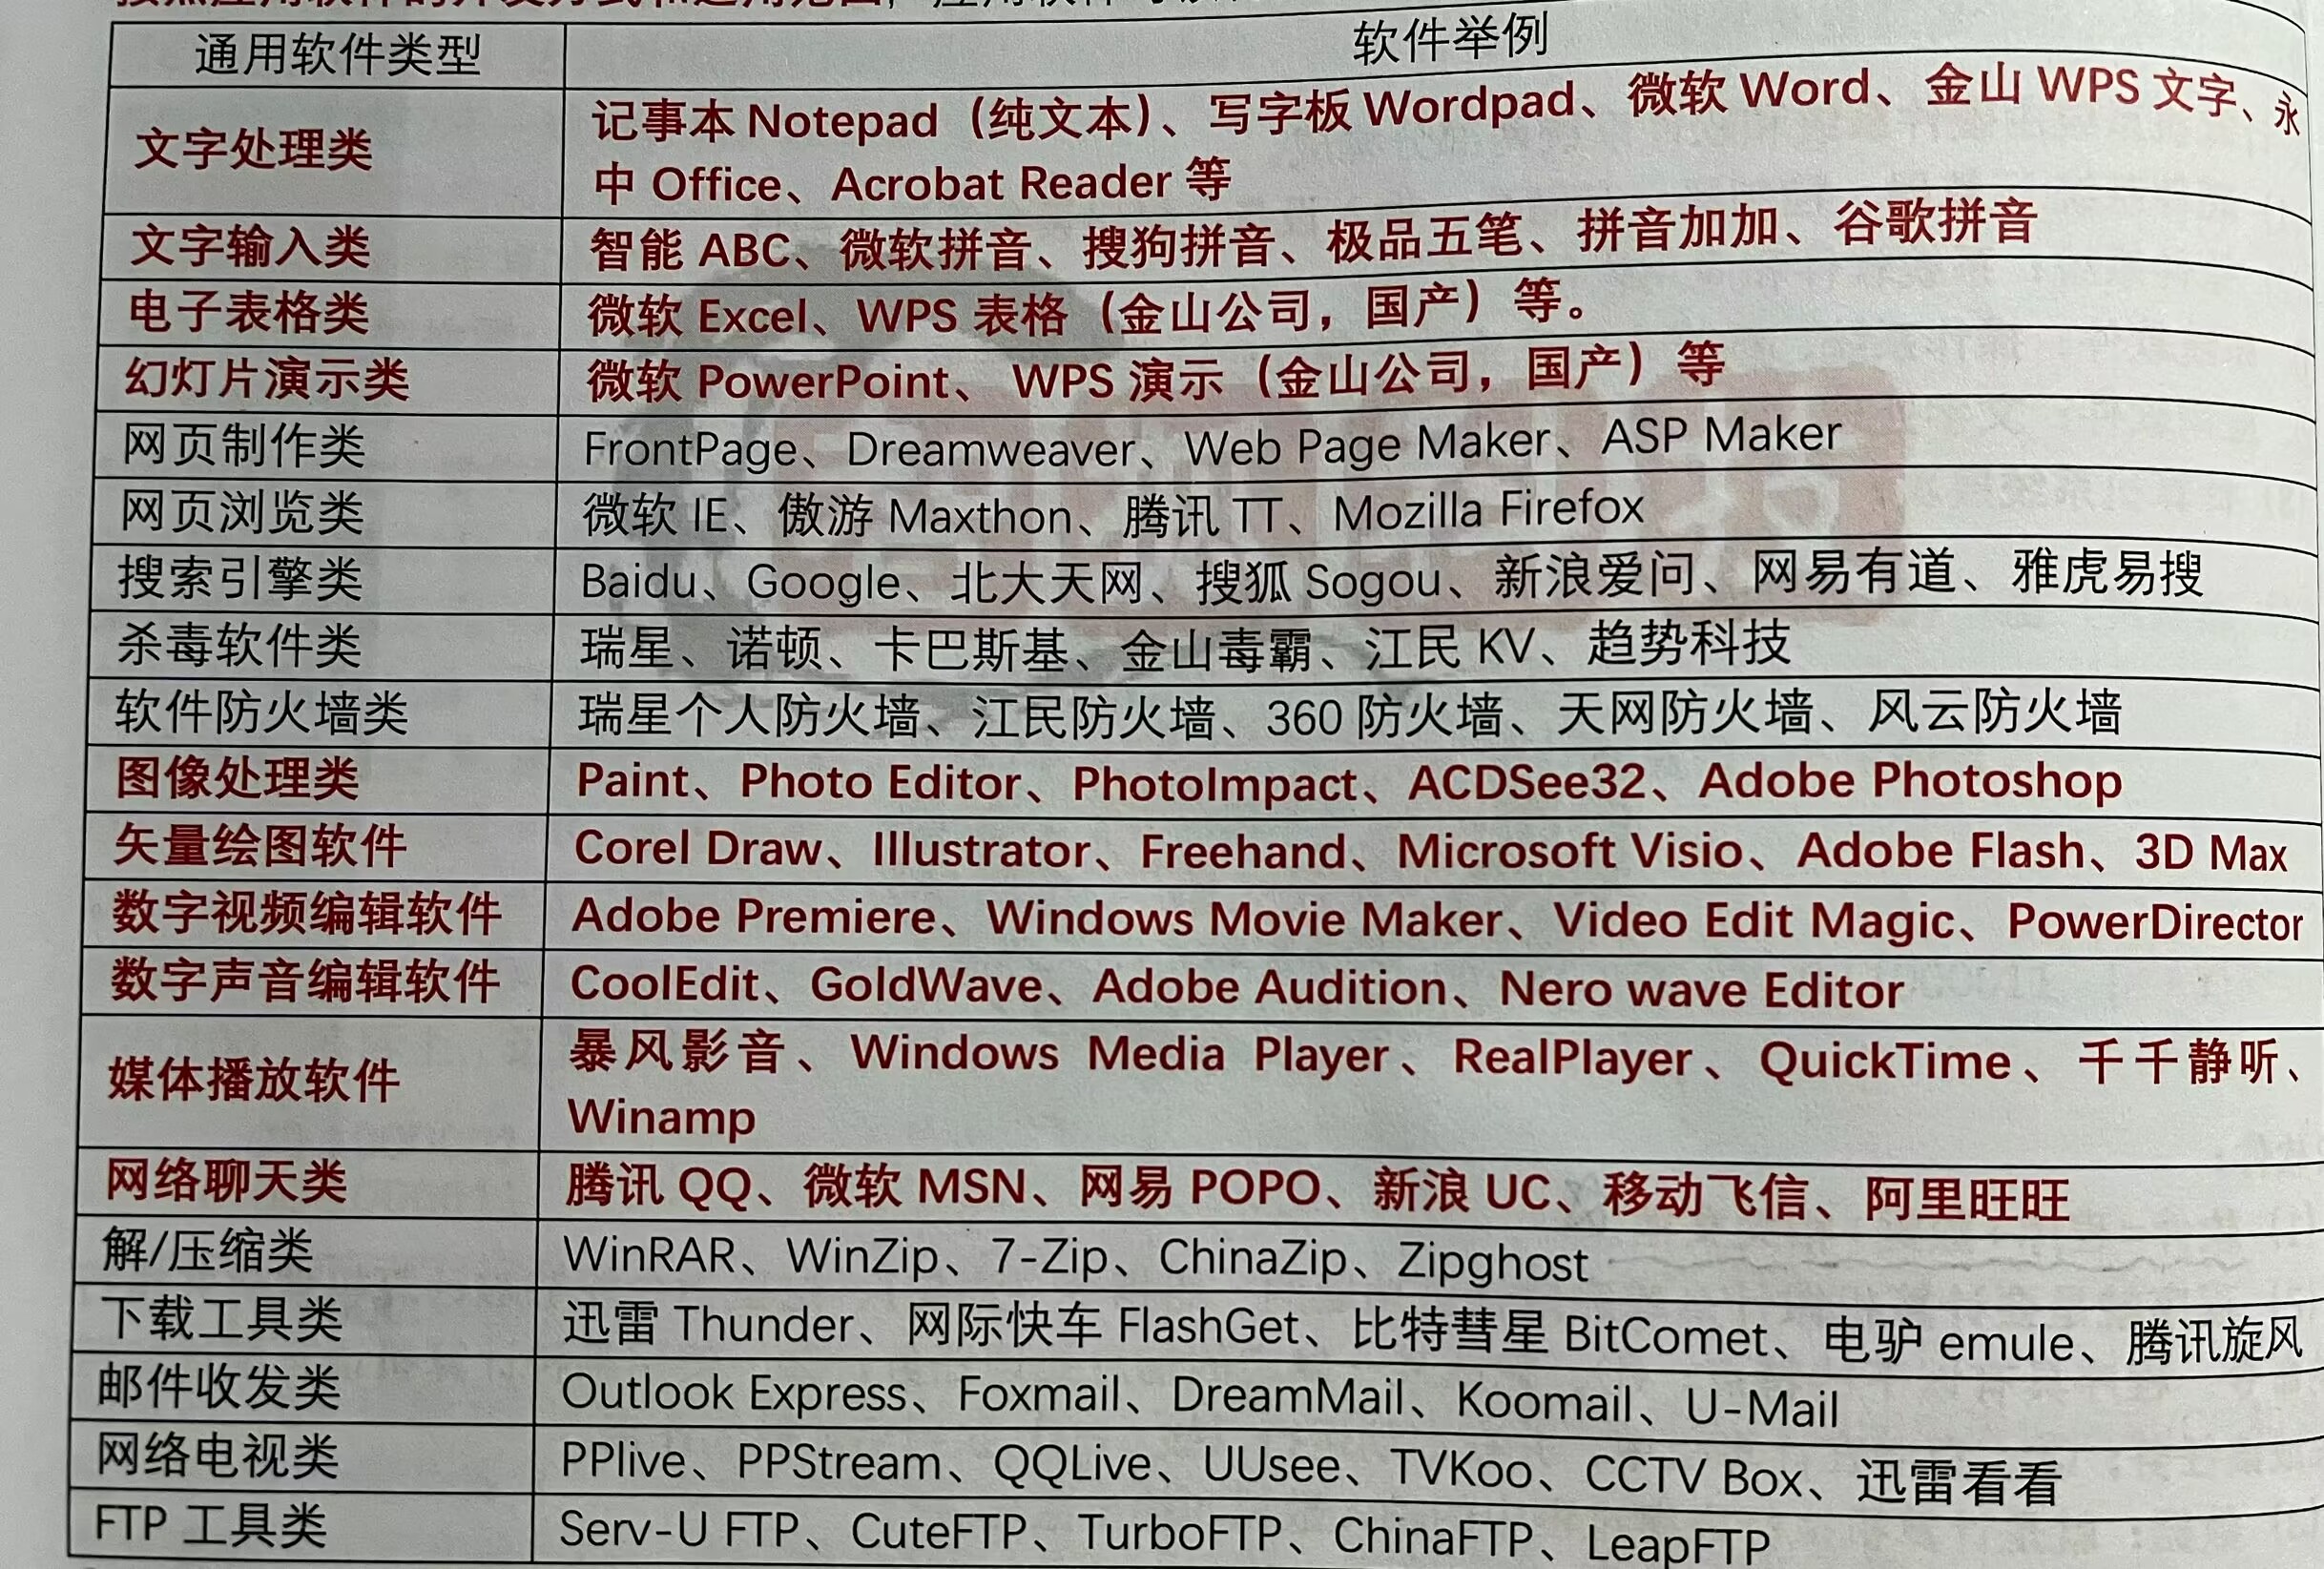 通用软件类型 软件举例
文字处理类 记事本 Notepad（纯文本）、写字板 Wordpad、微软 Word、金山 WPS 文字、永
中 Office、Acrobat Reader 等
文字输入类 智能 ABC、微软拼音、搜狗拼音、极品五笔、拼音加加、谷歌拼音
电子表格类 微软 Excel、WPS 表格（金山公司，国产）等。
幻灯片演示类 微软 PowerPoint、 WPS 演示（金山公司，国产）等
网页制作类 FrontPage、Dreamweaver、Web Page Maker、ASP Maker
网页浏览类 微软 IE、傲游 Maxthon、腾讯 TT、Mozilla Firefox
搜索引擎类 Baidu、Google、北大天网、搜狐 Sogou、新浪爱问、网易有道、雅虎易搜
杀毒软件类 瑞星、诺顿、卡巴斯基、金山毒霸、江民 KV、趋势科技
软件防火墙类 瑞星个人防火墙、江民防火墙、360 防火墙、天网防火墙、风云防火墙
图像处理类 Paint、Photo Editor、PhotoImpact、ACDSee32、Adobe Photoshop
矢量绘图软件 Corel Draw、Illustrator、Freehand、Microsoft Visio、Adobe Flash、3D Max
数字视频编辑软件 Adobe Premiere、Windows Movie Maker、Video Edit Magic、PowerDirector
数字声音编辑软件 CoolEdit、GoldWave、Adobe Audition、Nero wave Editor
媒体播放软件 暴风影音、Windows Media Player、RealPlayer、QuickTime、千千静听、
Winamp
网络聊天类 腾讯 QQ、微软 MSN、网易 POPO、新浪 UC、移动飞信、阿里旺旺
解/压缩类 WinRAR、WinZip、7-Zip、ChinaZip、Zipghost
下载工具类 迅雷 Thunder、网际快车 FlashGet、比特彗星 BitComet、电驴 emule、腾讯旋风
邮件收发类 Outlook Express、Foxmail、DreamMail、Koomail、U-Mail
网络电视类 PPlive、PPStream、QQLive、UUsee、TVKoo、CCTV Box、迅雷看看
FTP 工具类 Serv-U FTP、CuteFTP、TurboFTP、ChinaFTP、LeapFTP